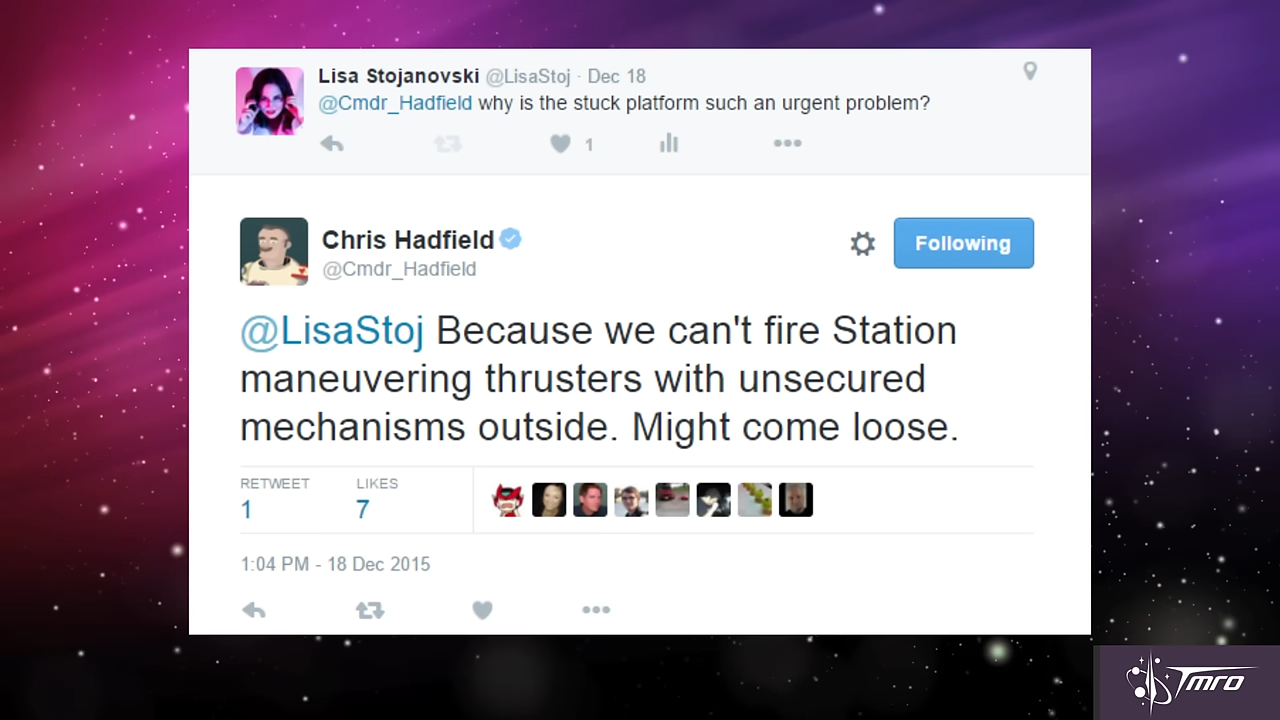 Lisa Stojanovski @LisaStoj · Dec 18
@Cmdr_Hadfield why is the stuck platform such an urgent problem?
1
Chris Hadfield
@Cmdr_Hadfield
Following
@LisaStoj Because we can't fire Station
maneuvering thrusters with unsecured
mechanisms outside. Might come loose.
RETWEET LIKES
1 7
1:04 PM - 18 Dec 2015
Tmro